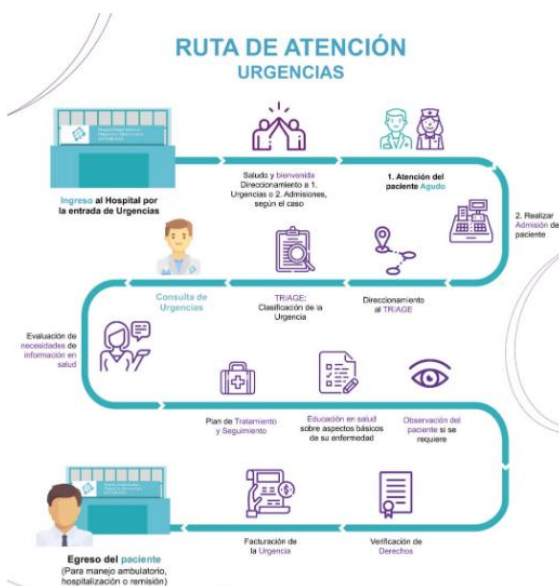 RUTA DE ATENCIÓN
URGENCIAS
Ingreso al Hospital por
la entrada de Urgencias
Saludo y bienvenida
Direccionamiento a 1.
Urgencias o 2. Admisiones,
según el caso
1. Atención del
paciente Agudo
2. Realizar
Admisión de
paciente
Direccionamiento
al TRIAGE
TRIAGE:
Clasificación de la
Urgencia
Consulta de
Urgencias
Evaluación de
necesidades de
información en
salud
Plan de Tratamiento
y Seguimiento
Educación en salud
sobre aspectos básicos
de su enfermedad
Observación del
paciente si se
requiere
Verificación de
Derechos
Facturación de
la Urgencia
Egreso del paciente
(Para manejo ambulatorio,
hospitalización o remisión)